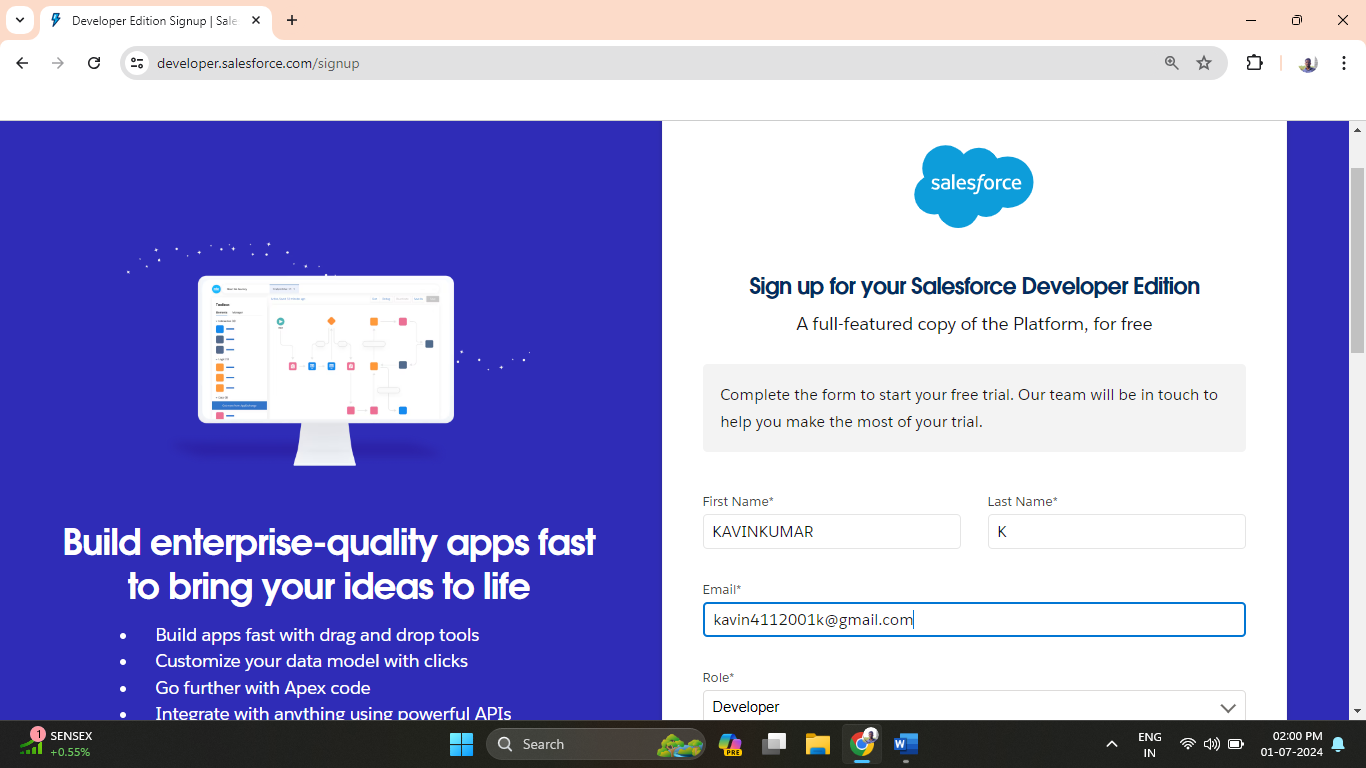 Developer Edition Signup | Sale
developer.salesforce.com/signup
salesforce
Sign up for your Salesforce Developer Edition
A full-featured copy of the Platform, for free
Complete the form to start your free trial. Our team will be in touch to
help you make the most of your trial.
First Name*
Last Name*
KAVINKUMAR
K
Email*
kavin4112001k@gmail.com
Role*
Developer
Build enterprise-quality apps fast
to bring your ideas to life
• Build apps fast with drag and drop tools
• Customize your data model with clicks
• Go further with Apex code
• Integrate with anything using powerful APIs
1
SENSEX
+0.55%
Search
PRE
ENG
IN
02:00 PM
01-07-2024